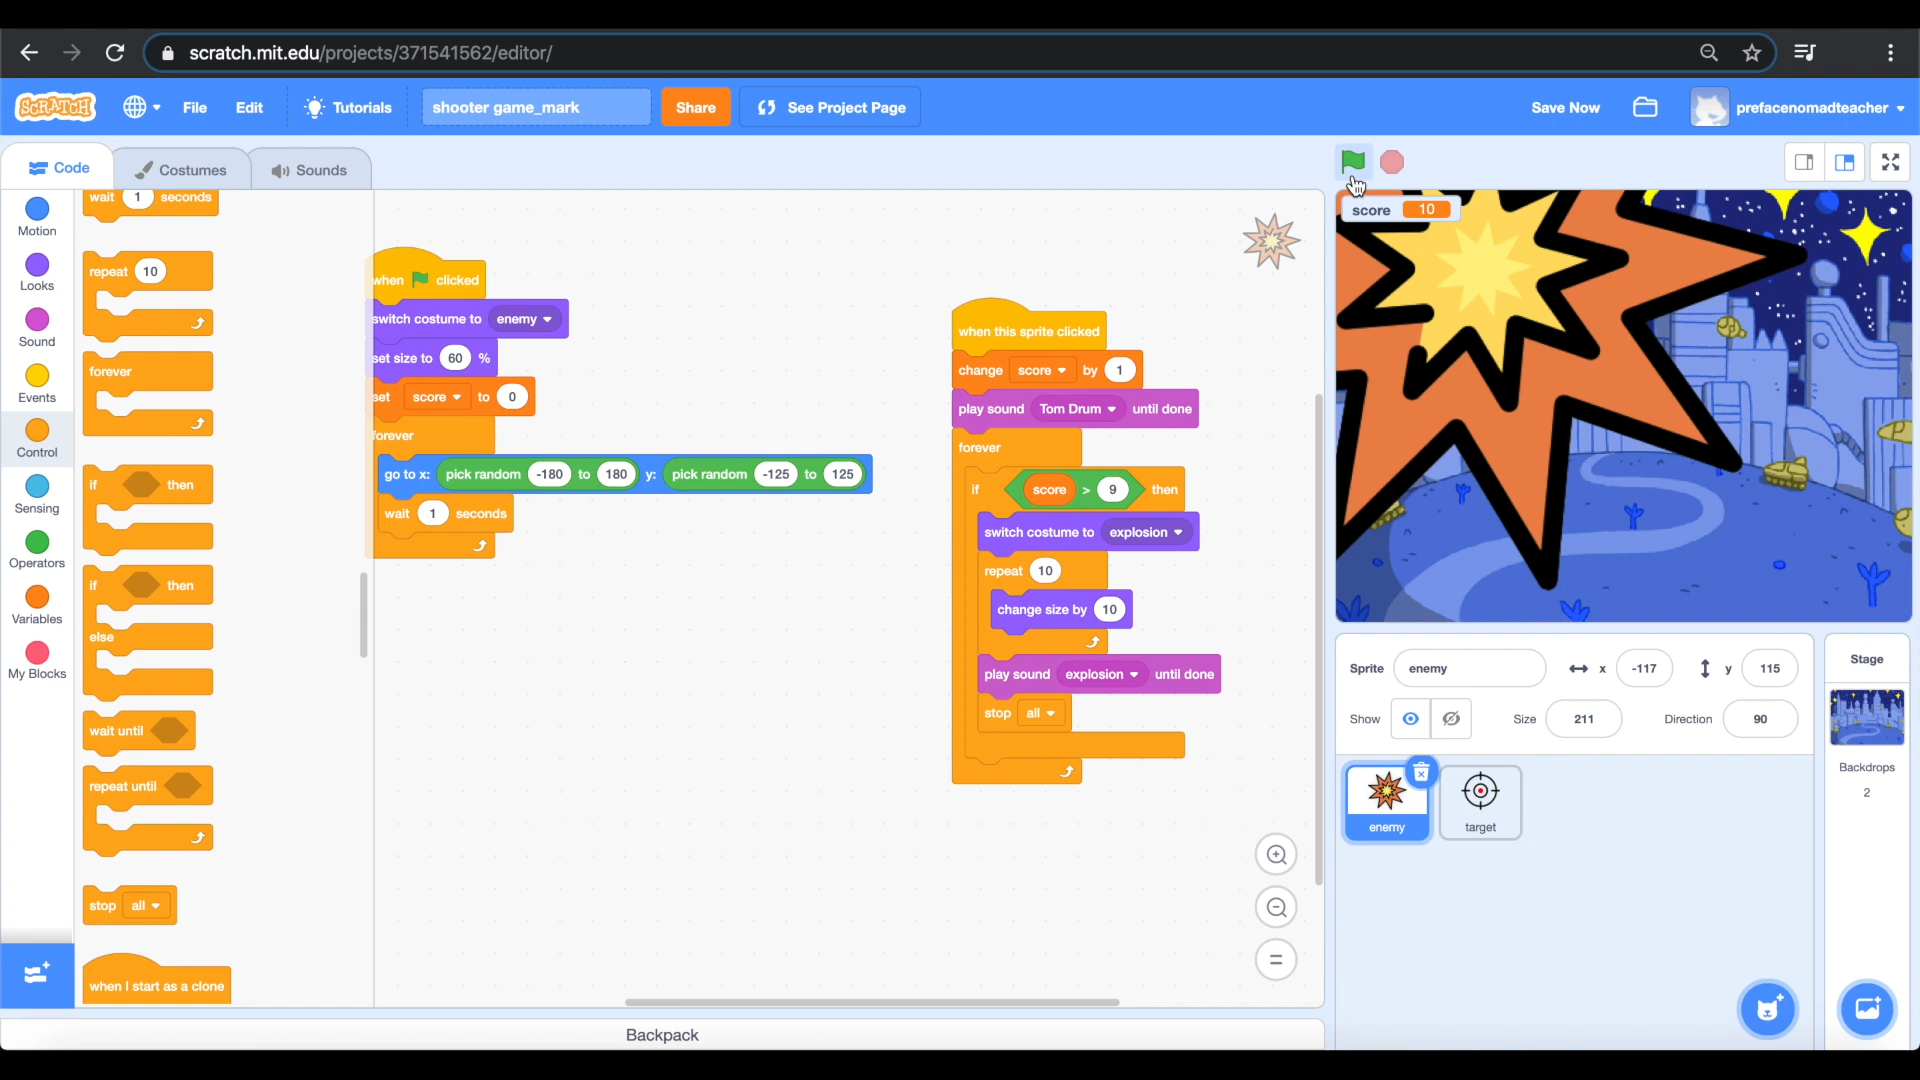 scratch.mit.edu/projects/371541562/editor/
SCRATCH File Edit Tutorials shooter game_mark Share See Project Page Save Now prefacenomadteacher
Code Costumes Sounds
Motion
Looks
Sound
Events
Control
Sensing
Operators
Variables
My Blocks
wait 1 seconds
repeat 10
forever
if then
if then
else
wait until
repeat until
stop all
when I start as a clone
when clicked
switch costume to enemy
set size to 60 %
set score to 0
forever
go to x: pick random -180 to 180 y: pick random -125 to 125
wait 1 seconds
when this sprite clicked
change score by 1
play sound Tom Drum until done
forever
if score > 9 then
switch costume to explosion
repeat 10
change size by 10
play sound explosion until done
stop all
Backpack
score 10
Sprite enemy x -117 y 115
Show Size 211 Direction 90
enemy
target
Stage
Backdrops
2